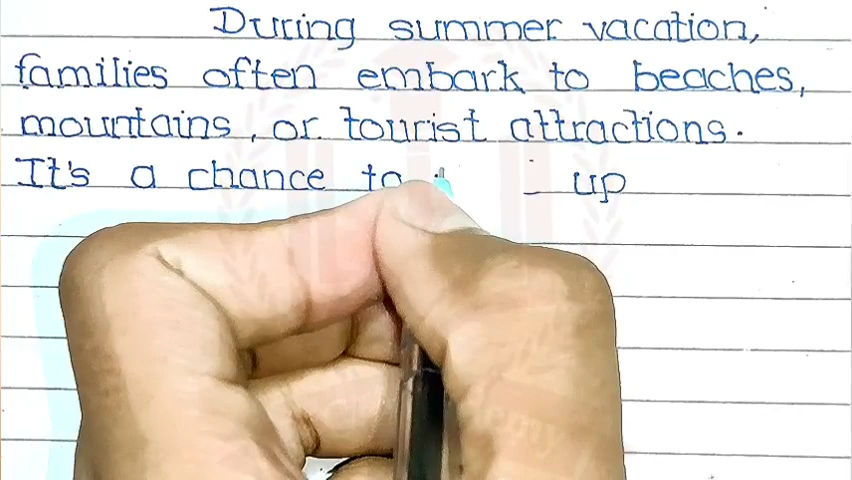 During summer vacation,
families often embark to beaches,
mountains, or tourist attractions.
It's a chance to up